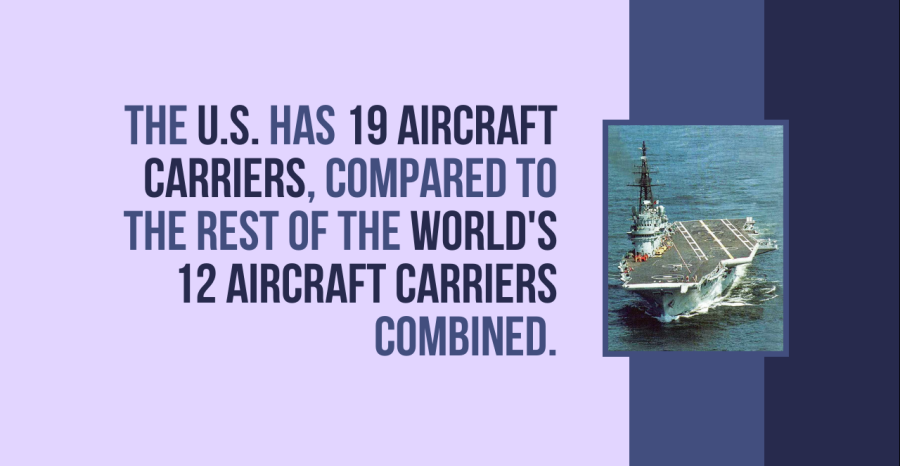 THE U.S. HAS 19 AIRCRAFT
CARRIERS, COMPARED TO
THE REST OF THE WORLD'S
12 AIRCRAFT CARRIERS
COMBINED.